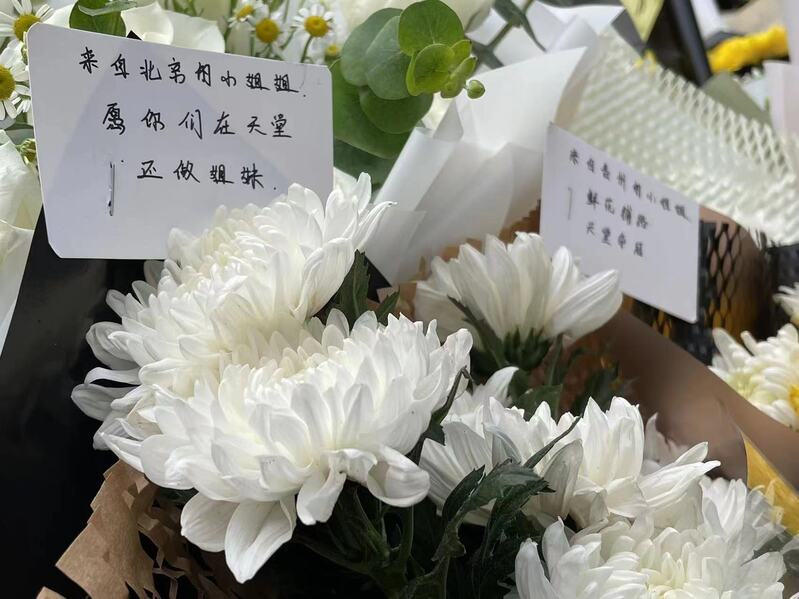 来自北京的小姐姐.
愿你们在天堂
还做姐妹.
来自贵州的小姐姐
鲜花铺路
天堂幸福